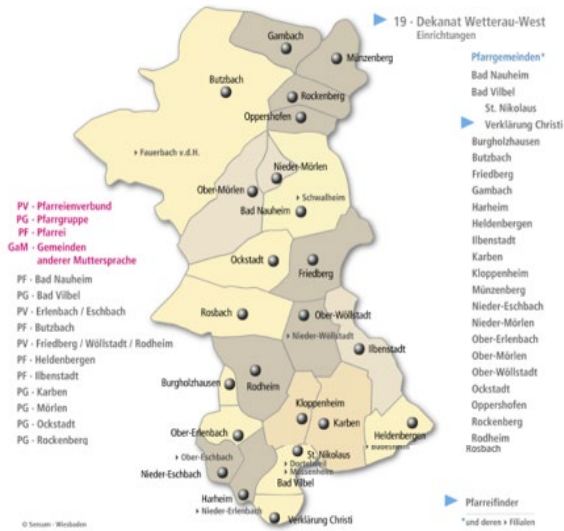 19 - Dekanat Wetterau-West
Einrichtungen
Pfarrgemeinden*
Bad Nauheim
Bad Vilbel
St. Nikolaus
Verklärung Christi
Burgholzhausen
Butzbach
Friedberg
Gambach
Harheim
Heldenbergen
Ilbenstadt
Karben
Kloppenheim
Münzenberg
Nieder-Eschbach
Nieder-Mörlen
Ober-Erlenbach
Ober-Mörlen
Ober-Wöllstadt
Ockstadt
Oppershofen
Rockenberg
Rodheim
Rosbach
Pfarreifinder
*und deren Filialen
Gambach
Münzenberg
Butzbach
Rockenberg
Oppershofen
Fauerbach v.d.H.
Nieder-Mörlen
Ober-Mörlen
Schwalheim
Bad Nauheim
Ockstadt
Friedberg
Rosbach
Ober-Wöllstadt
Nieder-Wöllstadt
Ilbenstadt
Burgholzhausen
Rodheim
Kloppenheim
Karben
Ober-Erlenbach
Heldenbergen
Ober-Eschbach
St. Nikolaus
Dortelweil
Massenheim
Nieder-Eschbach
Bad Vilbel
Harheim
Nieder-Erlenbach
Verklärung Christi
PV - Pfarreienverbund
PG - Pfarrgruppe
PF - Pfarrei
GaM - Gemeinden
anderer Muttersprache
PF - Bad Nauheim
PG - Bad Vilbel
PV - Erlenbach / Eschbach
PF - Butzbach
PV - Friedberg / Wöllstadt / Rodheim
PF - Heldenbergen
PF - Ilbenstadt
PG - Karben
PG - Mörlen
PG - Ockstadt
PG - Rockenberg
© Sensum - Wiesbaden